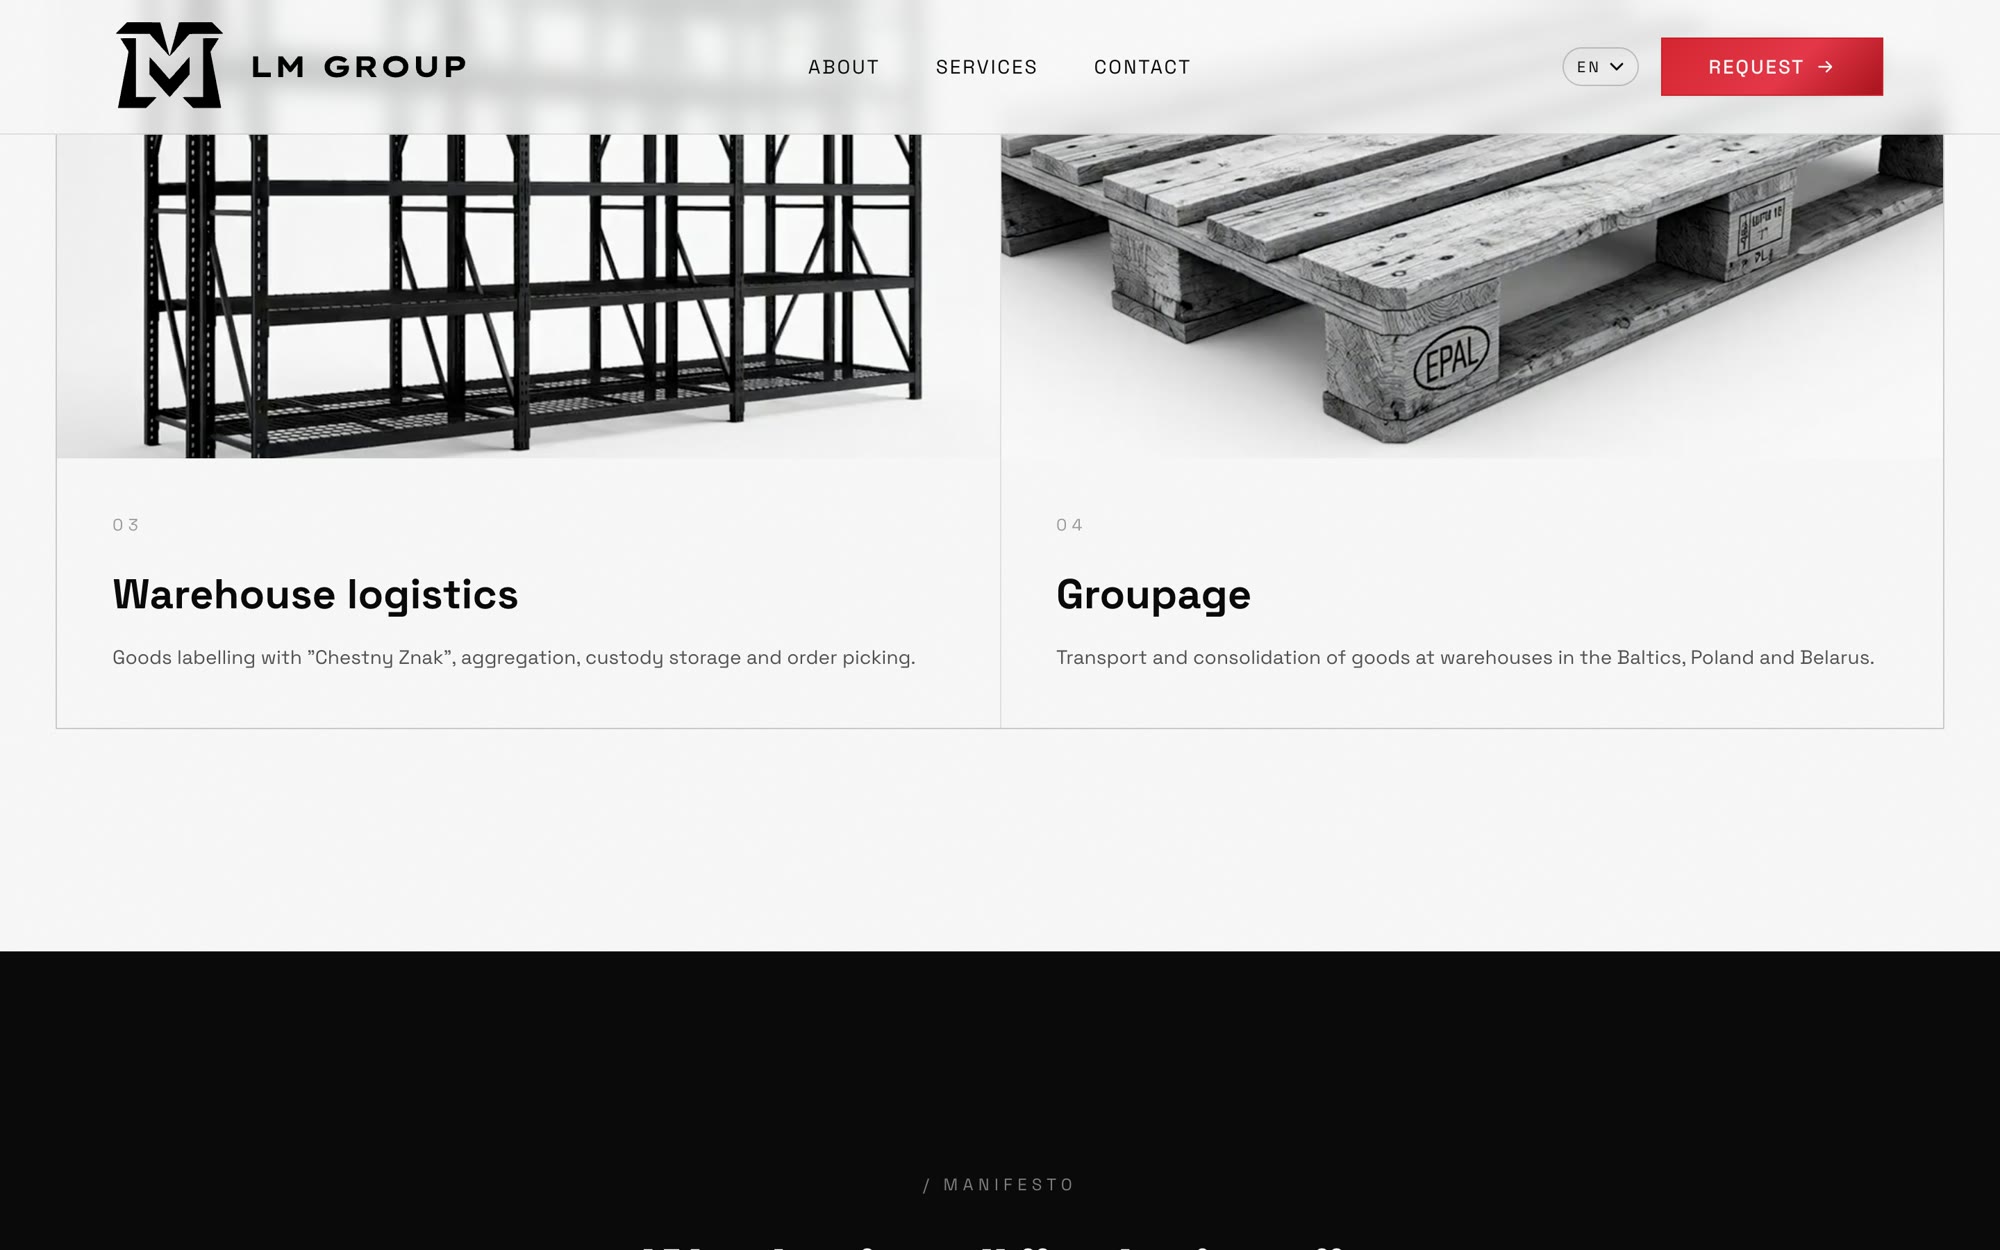 LM GROUP
ABOUT SERVICES CONTACT
EN
REQUEST →
EPAL
03
Warehouse logistics
Goods labelling with ”Chestny Znak”, aggregation, custody storage and order picking.
04
Groupage
Transport and consolidation of goods at warehouses in the Baltics, Poland and Belarus.
/ MANIFESTO